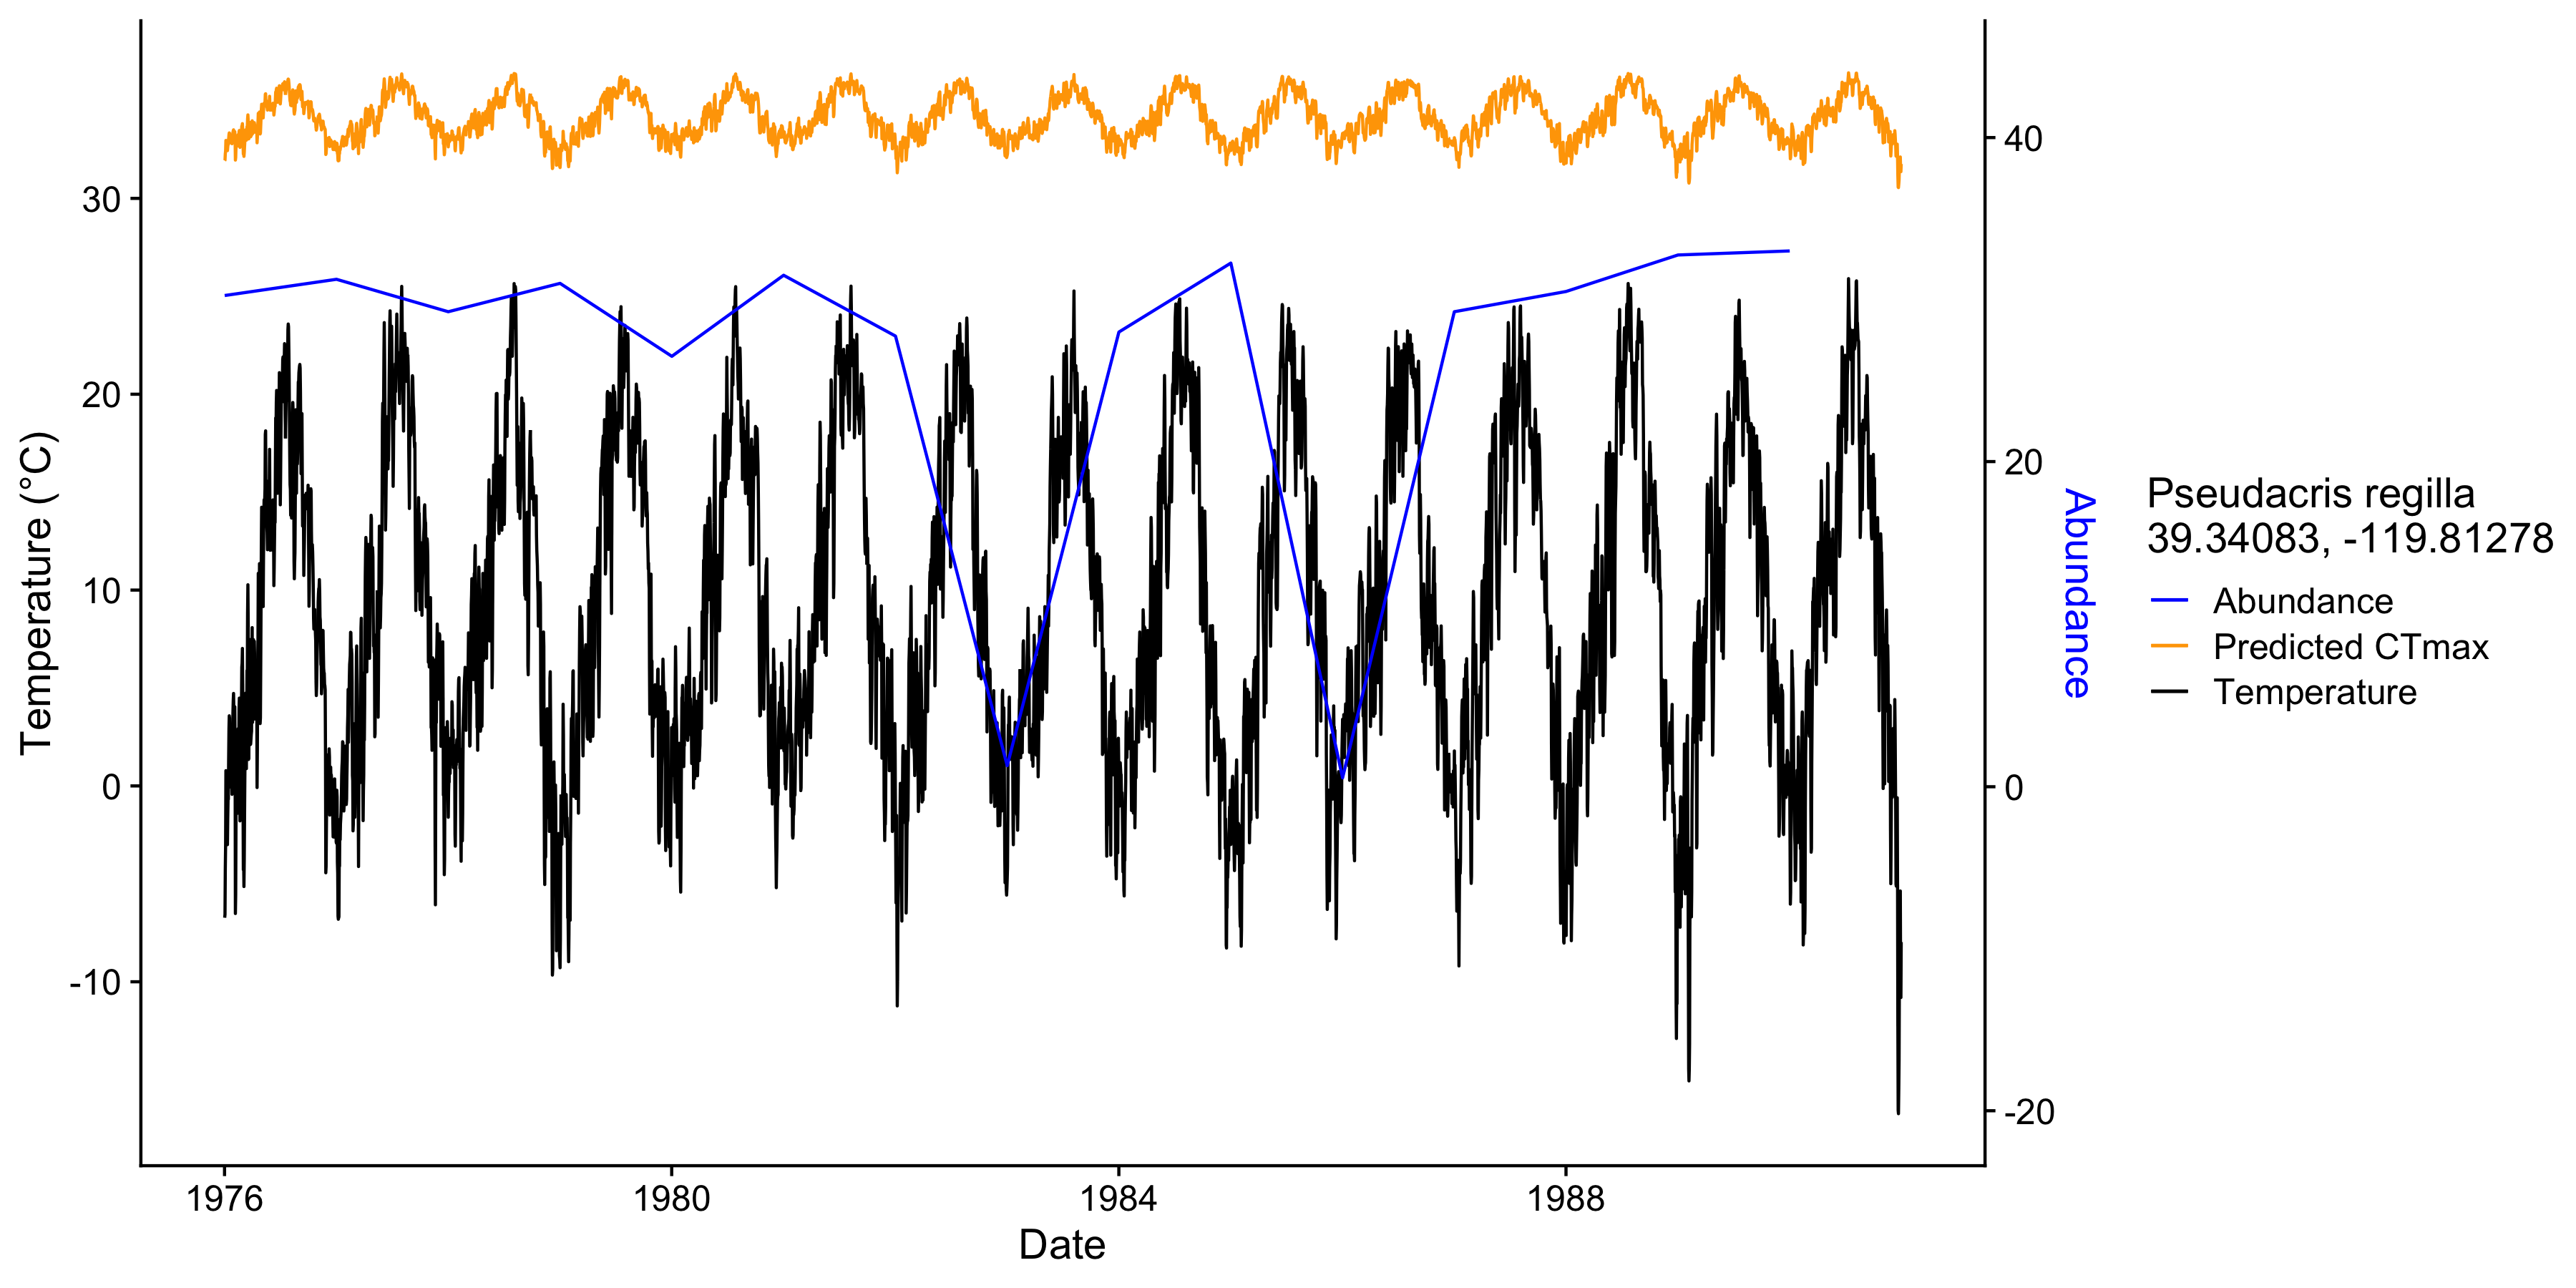 30
20
10
0
-10
Temperature (°C)
1976
1980
1984
1988
Date
40
20
0
-20
Abundance
Pseudacris regilla
39.34083, -119.81278
Abundance
Predicted CTmax
Temperature